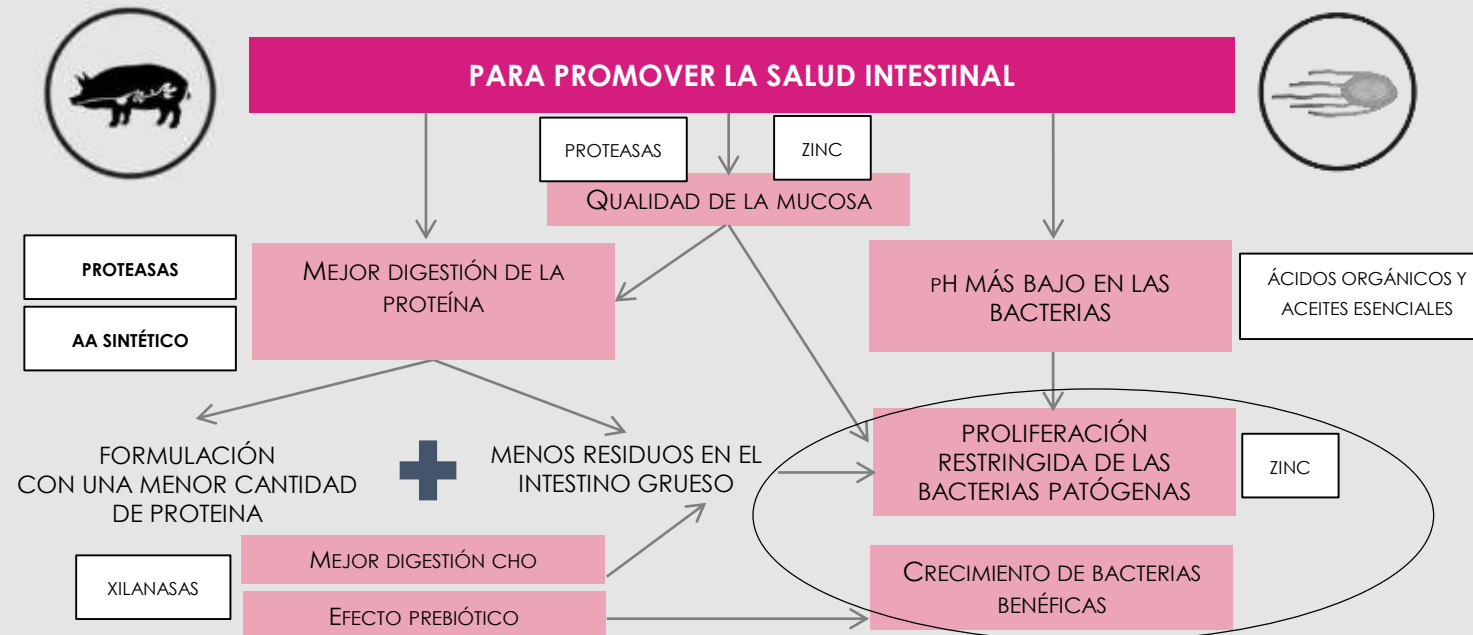 PARA PROMOVER LA SALUD INTESTINAL
PROTEASAS
ZINC
QUALIDAD DE LA MUCOSA
PROTEASAS
AA SINTÉTICO
MEJOR DIGESTIÓN DE LA
PROTEÍNA
PH MÁS BAJO EN LAS
BACTERIAS
ÁCIDOS ORGÁNICOS Y
ACEITES ESENCIALES
FORMULACIÓN
CON UNA MENOR CANTIDAD
DE PROTEINA
MENOS RESIDUOS EN EL
INTESTINO GRUESO
PROLIFERACIÓN
RESTRINGIDA DE LAS
BACTERIAS PATÓGENAS
ZINC
XILANASAS
MEJOR DIGESTIÓN CHO
EFECTO PREBIÓTICO
CRECIMIENTO DE BACTERIAS
BENÉFICAS